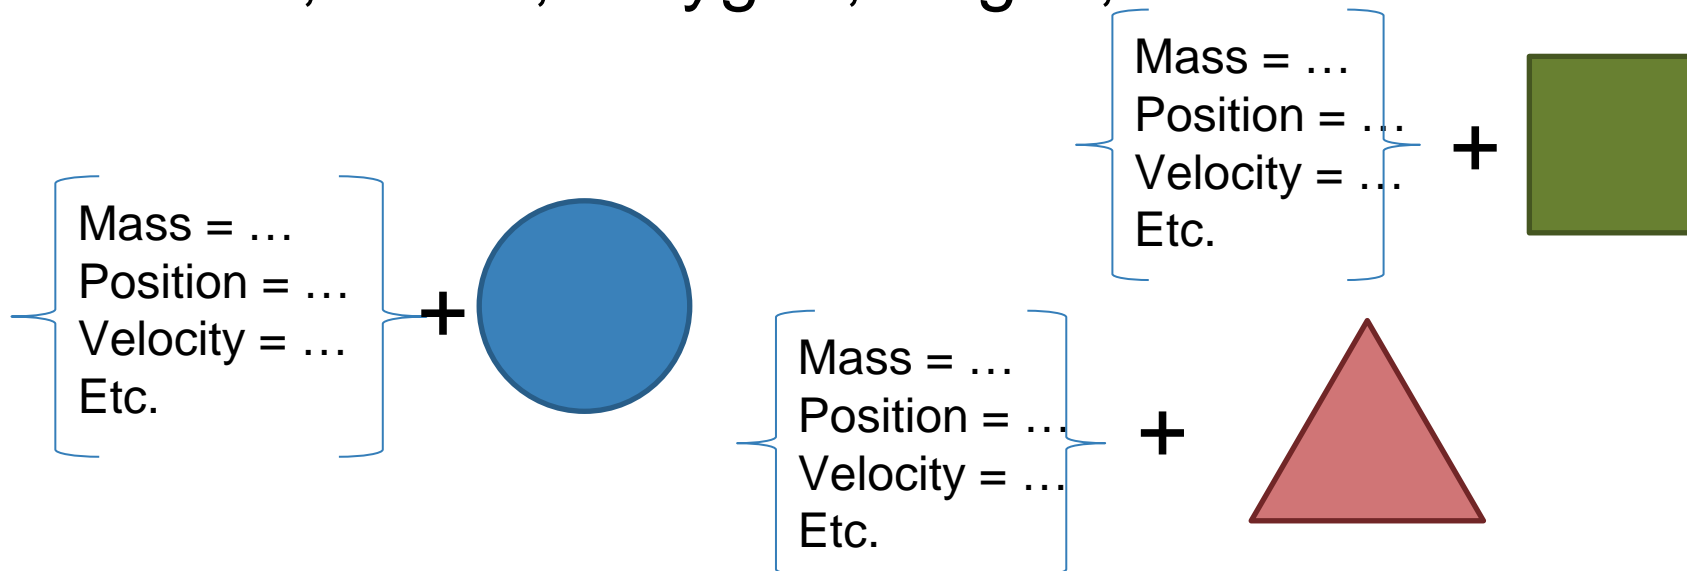 Mass = …
Position = …
Velocity = …
Etc.
+
Mass = …
Position = …
Velocity = …
Etc.
+
Mass = …
Position = …
Velocity = …
Etc.
+